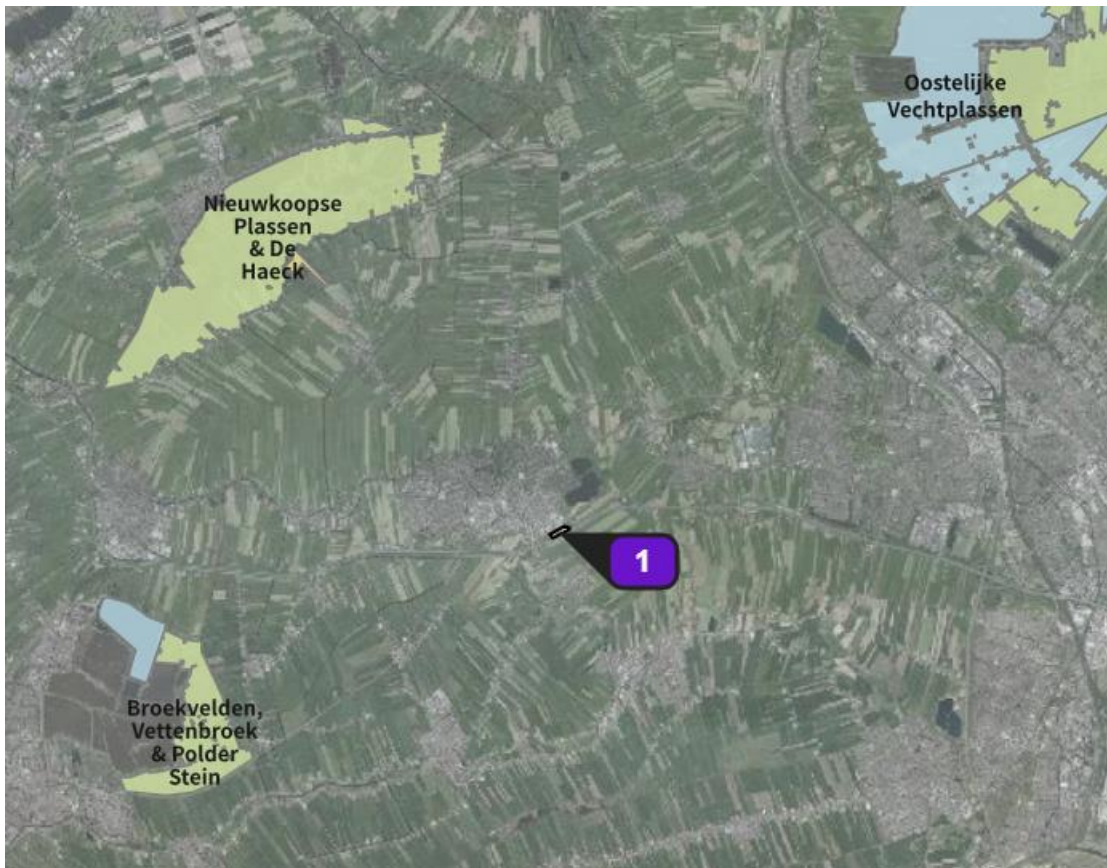 Oostelijke
Vechtplassen
Nieuwkoopse
Plassen
& De
Haeck
1
Broekvelden,
Vettenbroek
& Polder
Stein